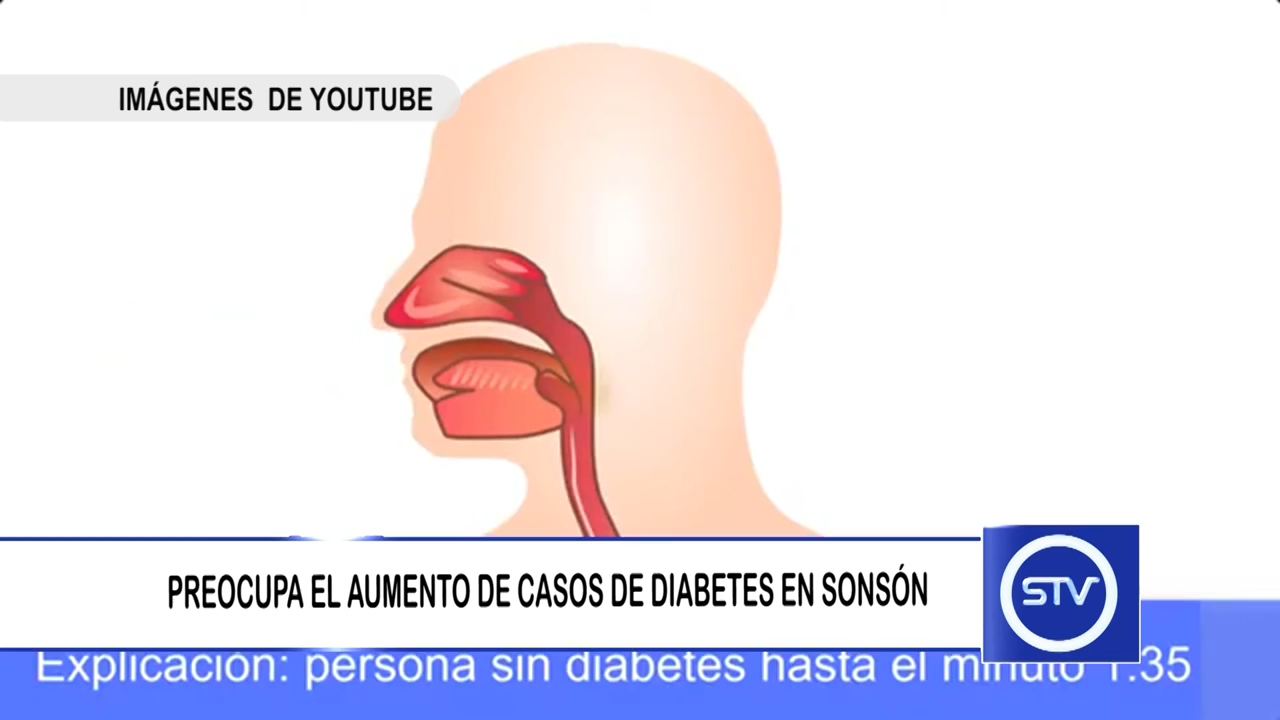 IMÁGENES DE YOUTUBE
PREOCUPA EL AUMENTO DE CASOS DE DIABETES EN SONSÓN
STV
Explicación: persona sin diabetes hasta el minuto 1:35